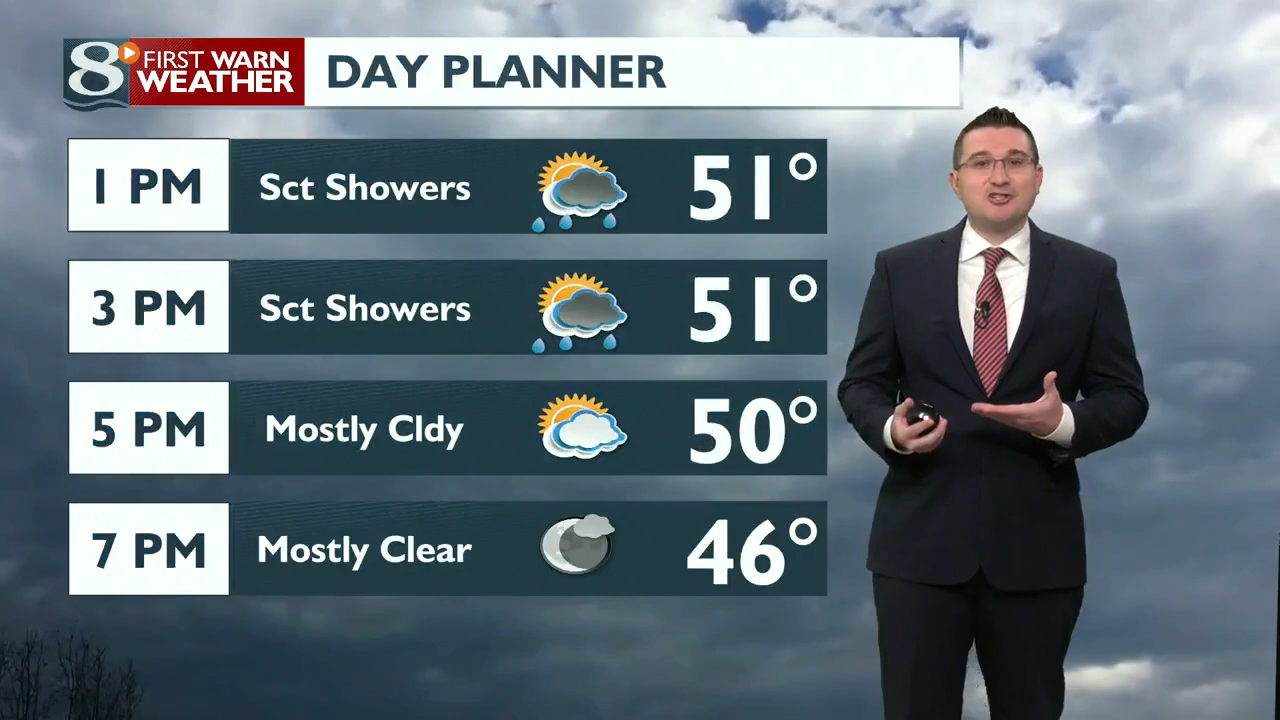 8 FIRST WARN
WEATHER
DAY PLANNER
1 PM Sct Showers 51°
3 PM Sct Showers 51°
5 PM Mostly Cldy 50°
7 PM Mostly Clear 46°